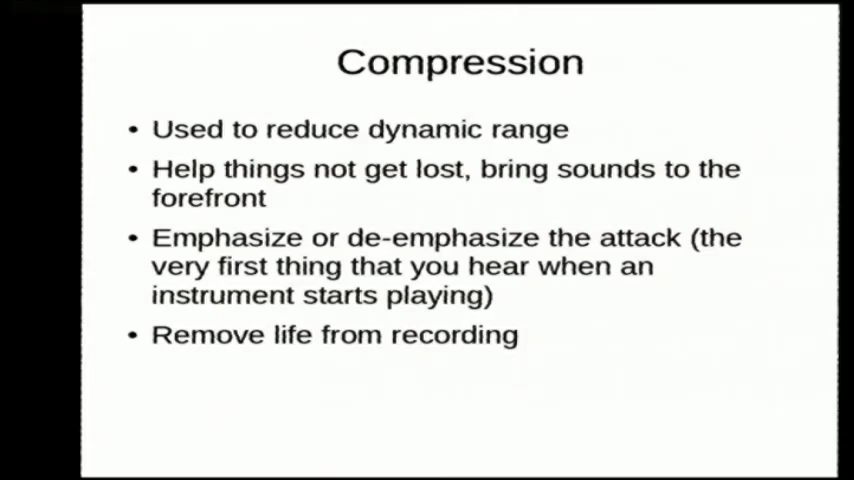 Compression
• Used to reduce dynamic range
• Help things not get lost, bring sounds to the
forefront
• Emphasize or de-emphasize the attack (the
very first thing that you hear when an
instrument starts playing)
• Remove life from recording